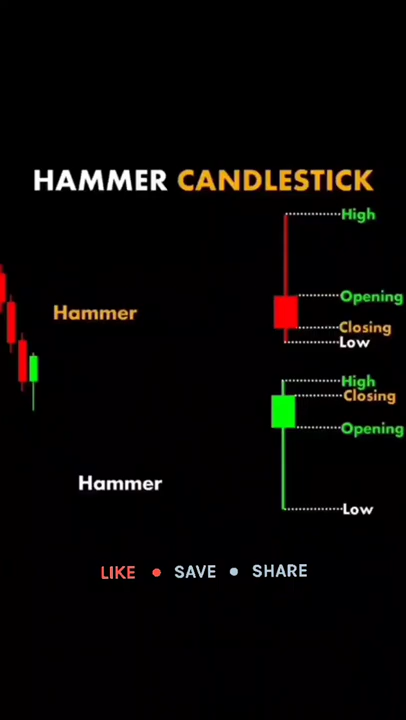 HAMMER CANDLESTICK
High
Opening
Hammer
Closing
Low
High
Closing
Opening
Hammer
Low
LIKE • SAVE • SHARE